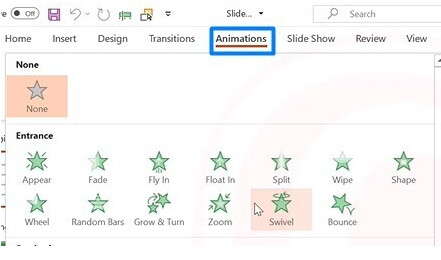 Off Slide... Search
Home Insert Design Transitions Animations Slide Show Review View
None
None
Entrance
Appear Fade Fly In Float In Split Wipe Shape
Wheel Random Bars Grow & Turn Zoom Swivel Bounce